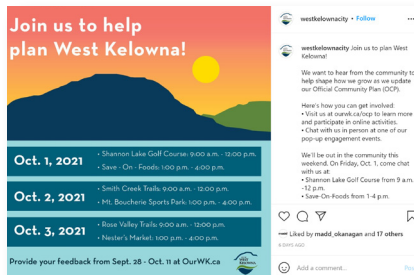 Join us to help
plan West Kelowna!
Oct. 1, 2021
• Shannon Lake Golf Course: 9:00 a.m. - 12:00 p.m.
• Save - On - Foods: 1:00 p.m. - 4:00 p.m.
Oct. 2, 2021
• Smith Creek Trails: 9:00 a.m. - 12:00 p.m.
• Mt. Boucherie Sports Park: 1:00 p.m. - 4:00 p.m.
Oct. 3, 2021
• Rose Valley Trails: 9:00 a.m. - 12:00 p.m.
• Nesler's Market: 1:00 p.m. - 4:00 p.m.
Provide your feedback from Sept. 28 - Oct. 11 at OurWK.ca
westkelownacity • Follow
westkelownacity Join us to plan West
Kelowna!
We want to hear from the community to
help shape how we grow as we update
our Official Community Plan (OCP).
Here's how you can get involved:
• Visit us at ourwk.ca/ocp to learn more
and participate in online activities.
• Chat with us in person at one of our
pop-up engagement events.
We'll be out in the community this
weekend. On Friday, Oct. 1, come chat
with us at:
• Shannon Lake Golf Course from 9 a.m.
-12 p.m.
• Save-On-Foods from 1-4 p.m.
Liked by madd_okanagan and 17 others
6 DAYS AGO
Add a comment...